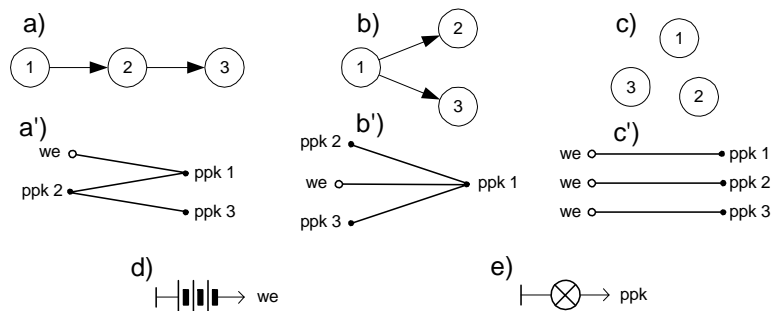 a)
1 2 3
b)
1
2
3
c)
1
3
2
a')
we
ppk 1
ppk 2
ppk 3
b')
ppk 2
we
ppk 1
ppk 3
c')
we ppk 1
we ppk 2
we ppk 3
d)
we
e)
ppk